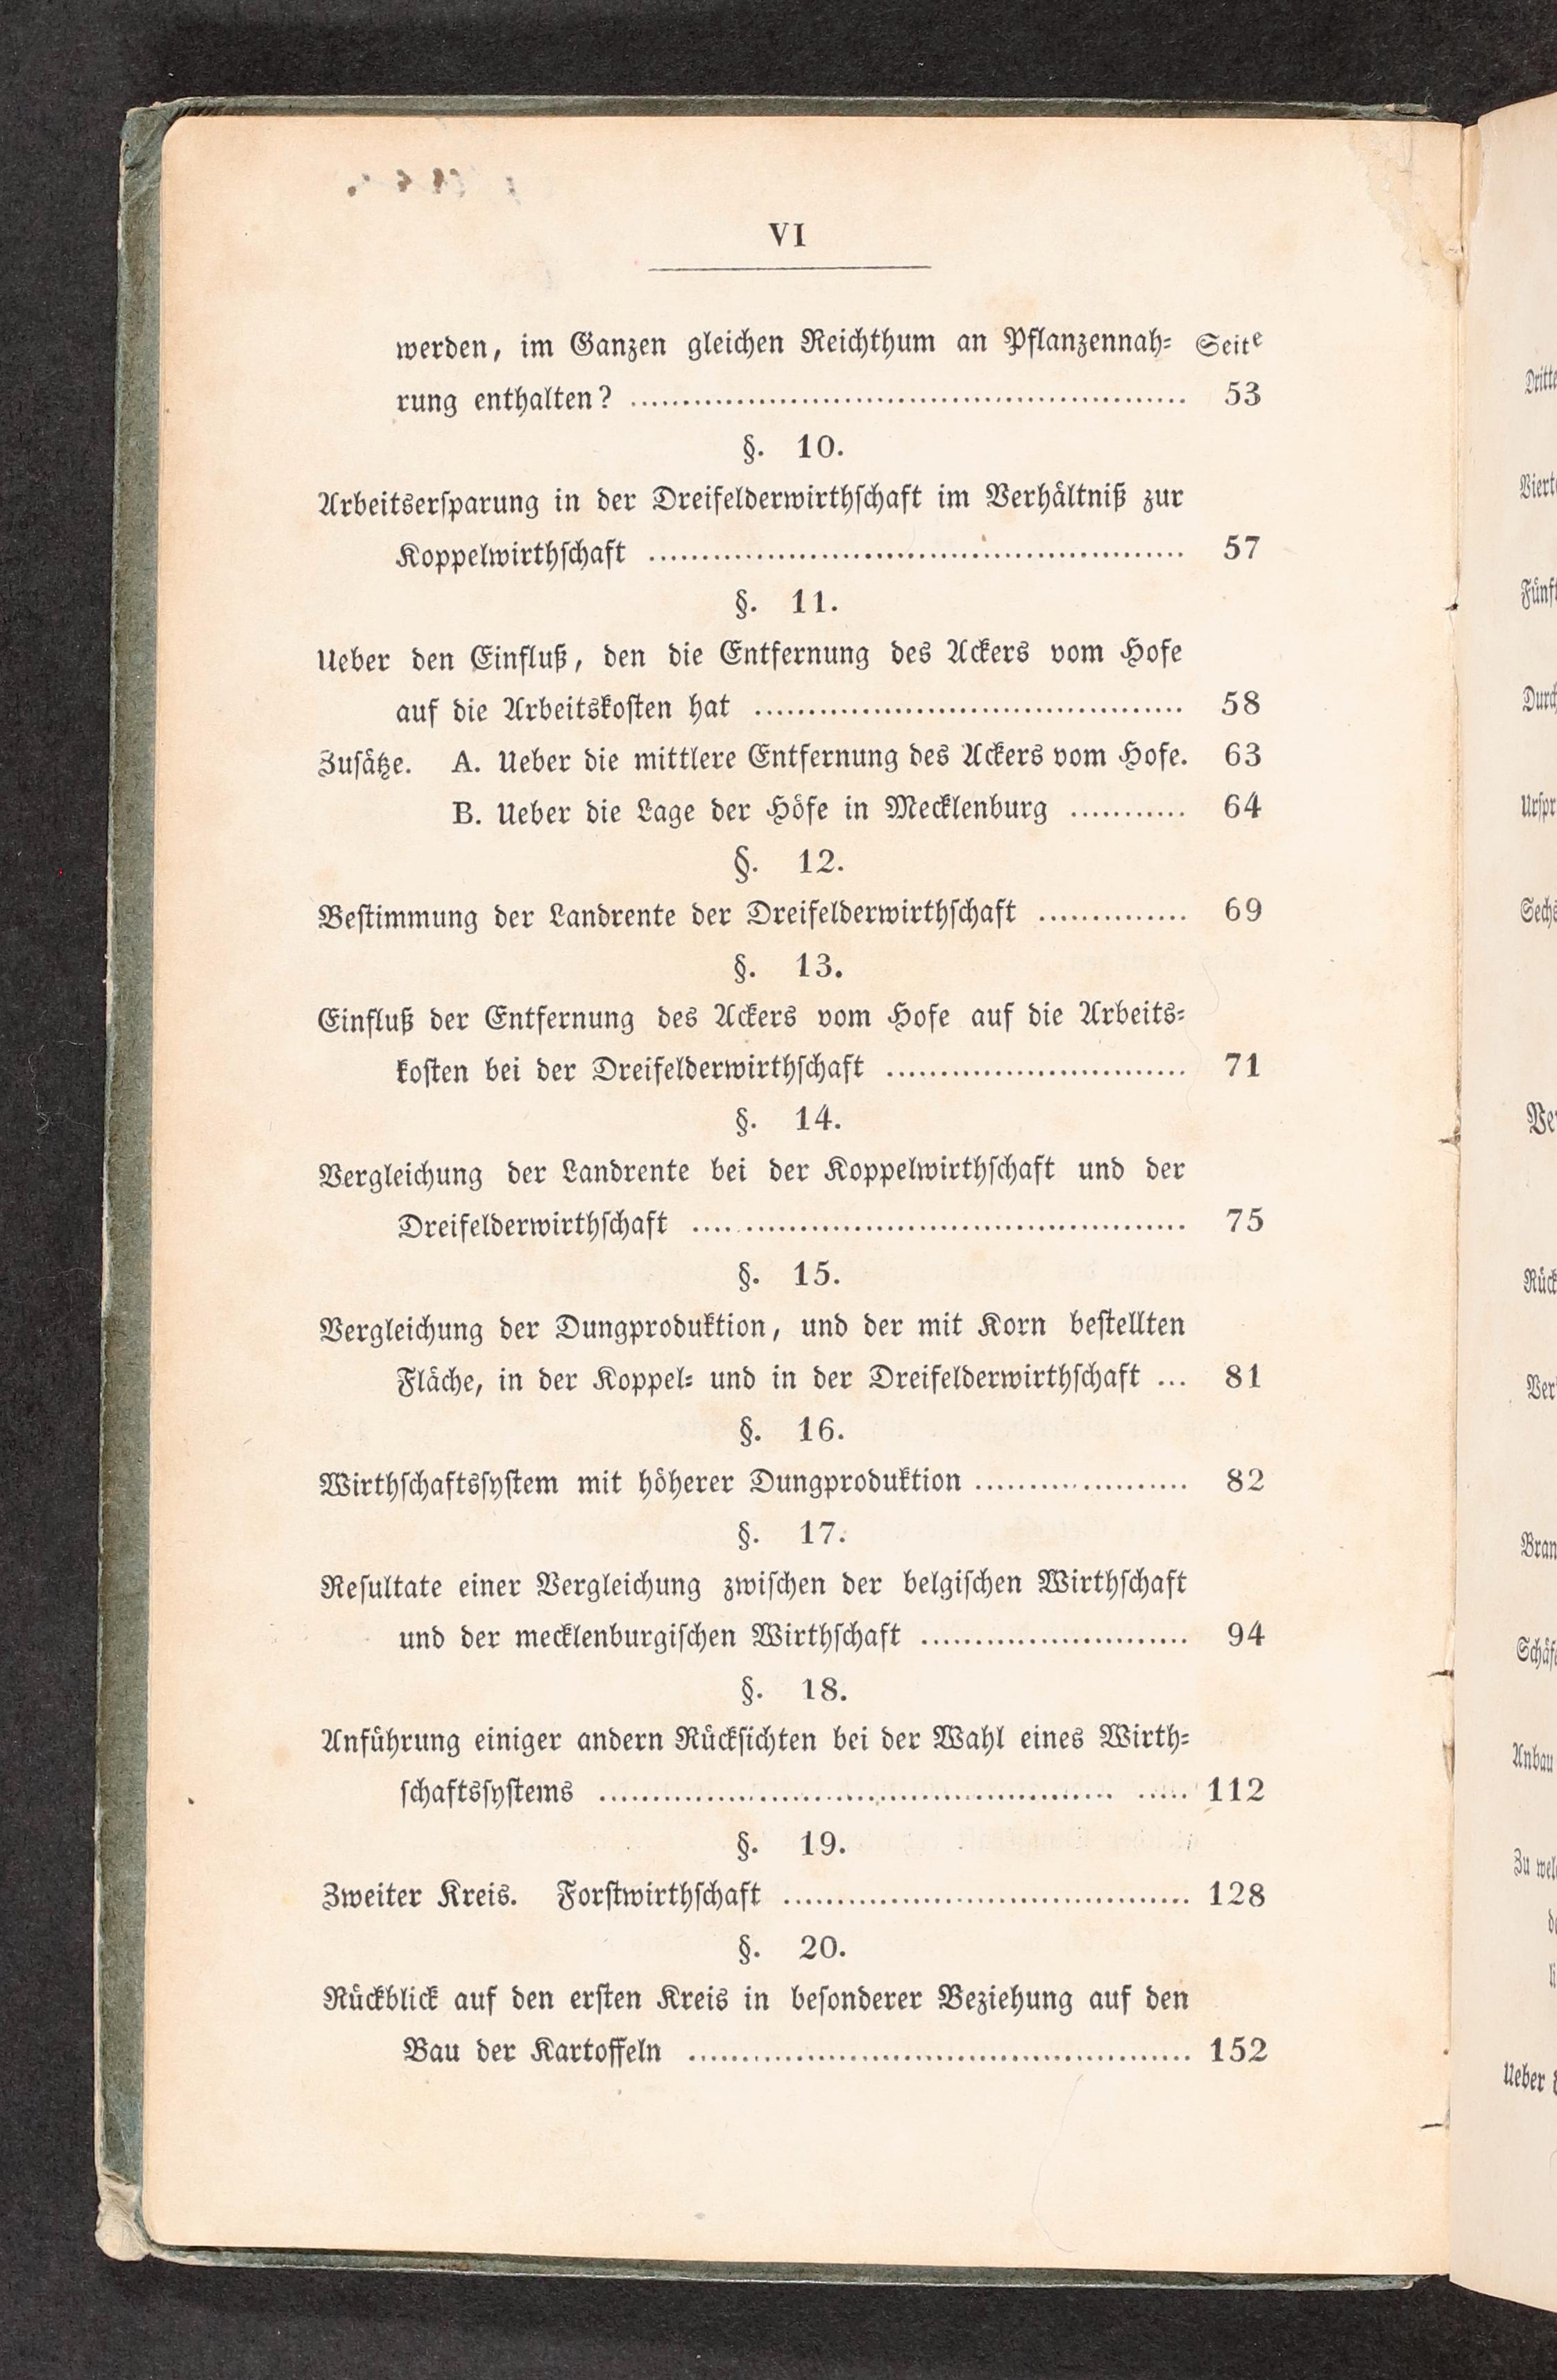 VI
werden, im Ganzen gleichen Reichthum an Pflanzennah= Seite
rung enthalten? ........................................ 53
§. 10.
Arbeitsersparung in der Dreifelderwirthschaft im Verhältniß zur
Koppelwirthschaft ........................................ 57
§. 11.
Ueber den Einfluß, den die Entfernung des Ackers vom Hofe
auf die Arbeitskosten hat ........................................ 58
Zusätze. A. Ueber die mittlere Entfernung des Ackers vom Hofe. 63
B. Ueber die Lage der Höfe in Mecklenburg ........... 64
§. 12.
Bestimmung der Landrente der Dreifelderwirthschaft .............. 69
§. 13.
Einfluß der Entfernung des Ackers vom Hofe auf die Arbeits=
kosten bei der Dreifelderwirthschaft ............................ 71
§. 14.
Vergleichung der Landrente bei der Koppelwirthschaft und der
Dreifelderwirthschaft ........................................ 75
§. 15.
Vergleichung der Dungproduktion, und der mit Korn bestellten
Fläche, in der Koppel= und in der Dreifelderwirthschaft ... 81
§. 16.
Wirthschaftssystem mit höherer Dungproduktion .................... 82
§. 17.
Resultate einer Vergleichung zwischen der belgischen Wirthschaft
und der mecklenburgischen Wirthschaft ......................... 94
§. 18.
Anführung einiger andern Rücksichten bei der Wahl eines Wirth=
schaftssystems ........................................ 112
§. 19.
Zweiter Kreis. Forstwirthschaft ...................................... 128
§. 20.
Rückblick auf den ersten Kreis in besonderer Beziehung auf den
Bau der Kartoffeln ........................................ 152
Anbau
Ueber